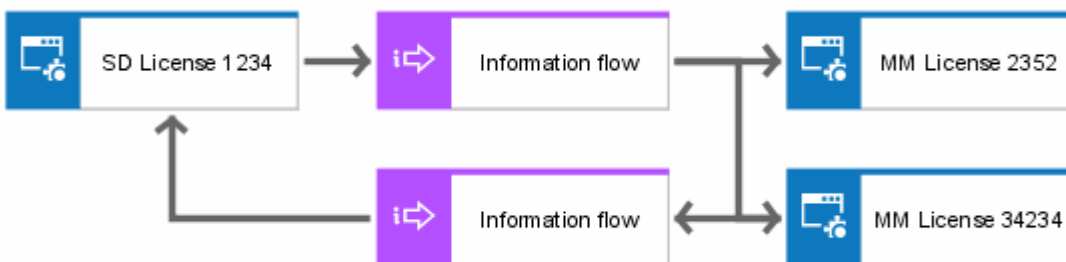 SD License 1234
Information flow
MM License 2352
Information flow
MM License 34234